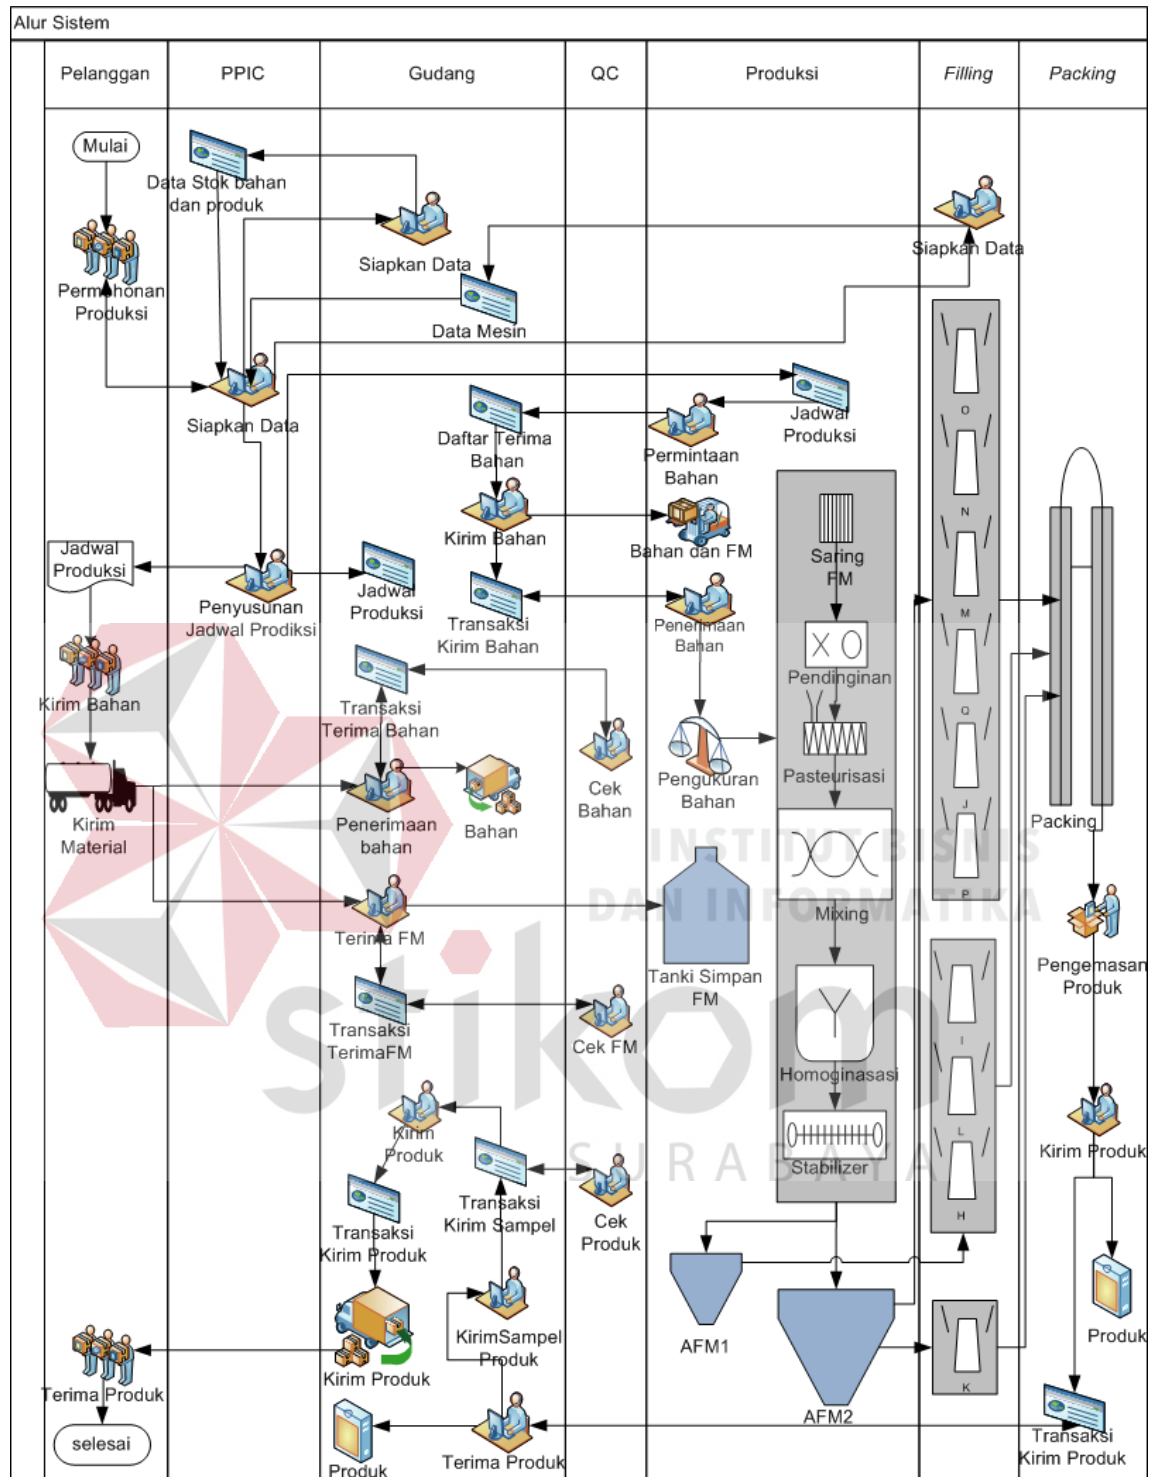 Alur Sistem
Pelanggan
PPIC
Gudang
QC
Produksi
Filling
Packing
Mulai
Data Stok bahan
dan produk
Siapkan Data
Siapkan Data
Permohonan
Produksi
Data Mesin
Siapkan Data
Jadwal
Produksi
Daftar Terima
Bahan
Permintaan
Bahan
Kirim Bahan
Bahan dan FM
Saring
FM
Jadwal
Produksi
Penyusunan
Jadwal Prodiksi
Jadwal
Produksi
Transaksi
Kirim Bahan
Penerimaan
Bahan
Pendinginan
Kirim Bahan
Transaksi
Terima Bahan
Cek
Bahan
Pengukuran
Bahan
Pasteurisasi
Kirim
Material
Penerimaan
bahan
Bahan
Packing
INSTITUT BISNIS
DAN INFORMATIKA
Mixing
Terima FM
Tanki Simpan
FM
Pengemasan
Produk
Transaksi
TerimaFM
Cek FM
stikom
Homoginasasi
Kirim
Produk
Kirim Produk
SURABAYA
Stabilizer
Transaksi
Kirim Produk
Transaksi
Kirim Sampel
Cek
Produk
O
N
M
Q
J
P
I
L
H
K
KirimSampel
Produk
AFM1
AFM2
Produk
Kirim Produk
Terima Produk
selesai
Produk
Terima Produk
Transaksi
Kirim Produk